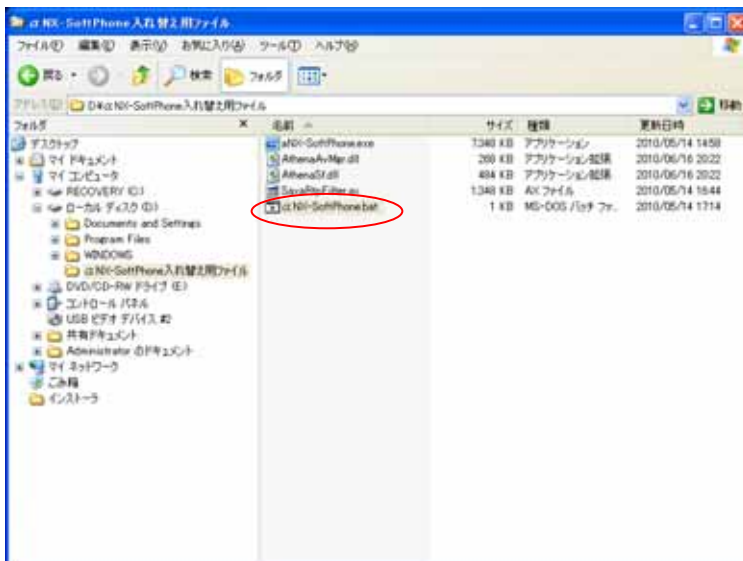 α NX-SoftPhone入れ替え用ファイル
ファイル(F) 編集(E) 表示(V) お気に入り(A) ツール(T) ヘルプ(H)
戻る 検索 フォルダ
アドレス(D) D:¥α NX-SoftPhone入れ替え用ファイル 移動
フォルダ ×
名前 サイズ 種類 更新日時
デスクトップ
マイ ドキュメント
マイ コンピュータ
RECOVERY (C:)
ローカル ディスク (D:)
Documents and Settings
Program Files
WINDOWS
α NX-SoftPhone入れ替え用ファイル
DVD/CD-RW ドライブ (E:)
コントロール パネル
USB ビデオ デバイス #2
共有ドキュメント
Administrator のドキュメント
マイ ネットワーク
ごみ箱
インストーラ
aNX-SoftPhone.exe 7,340 KB アプリケーション 2010/05/14 14:58
AthenaAvMgr.dll 260 KB アプリケーション拡張 2010/06/16 20:22
AthenaSf.dll 484 KB アプリケーション拡張 2010/06/16 20:22
SaxaRtpFilter.ax 1,348 KB AX ファイル 2010/05/14 16:44
α NX-SoftPhone.bat 1 KB MS-DOS バッチ ファ... 2010/05/14 17:14